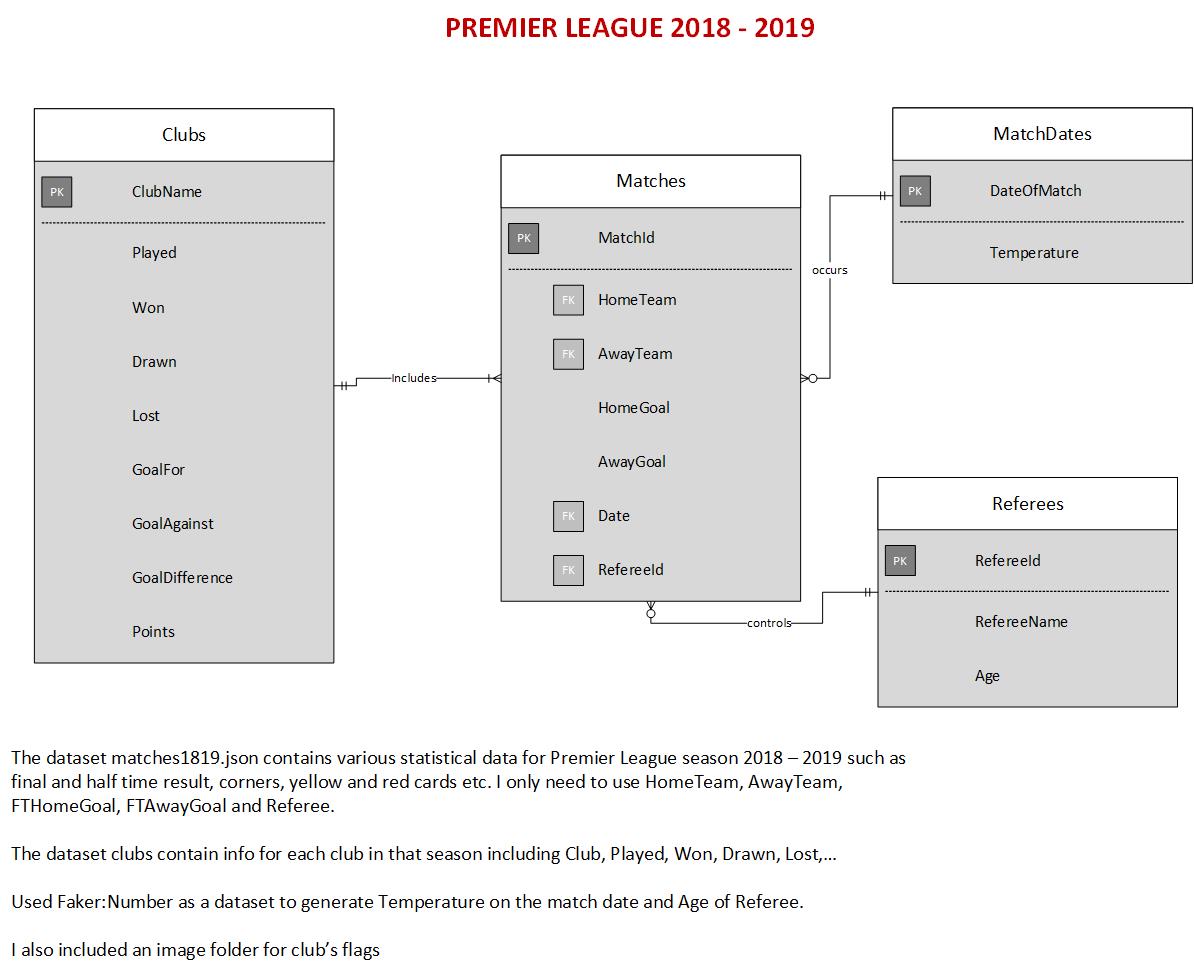 PREMIER LEAGUE 2018 - 2019
Clubs
PK ClubName
Played
Won
Drawn
Lost
GoalFor
GoalAgainst
GoalDifference
Points
Includes
Matches
PK MatchId
FK HomeTeam
FK AwayTeam
HomeGoal
AwayGoal
FK Date
FK RefereeId
occurs
MatchDates
PK DateOfMatch
Temperature
controls
Referees
PK RefereeId
RefereeName
Age
The dataset matches1819.json contains various statistical data for Premier League season 2018 – 2019 such as
final and half time result, corners, yellow and red cards etc. I only need to use HomeTeam, AwayTeam,
FTHomeGoal, FTAwayGoal and Referee.
The dataset clubs contain info for each club in that season including Club, Played, Won, Drawn, Lost,...
Used Faker:Number as a dataset to generate Temperature on the match date and Age of Referee.
I also included an image folder for club’s flags